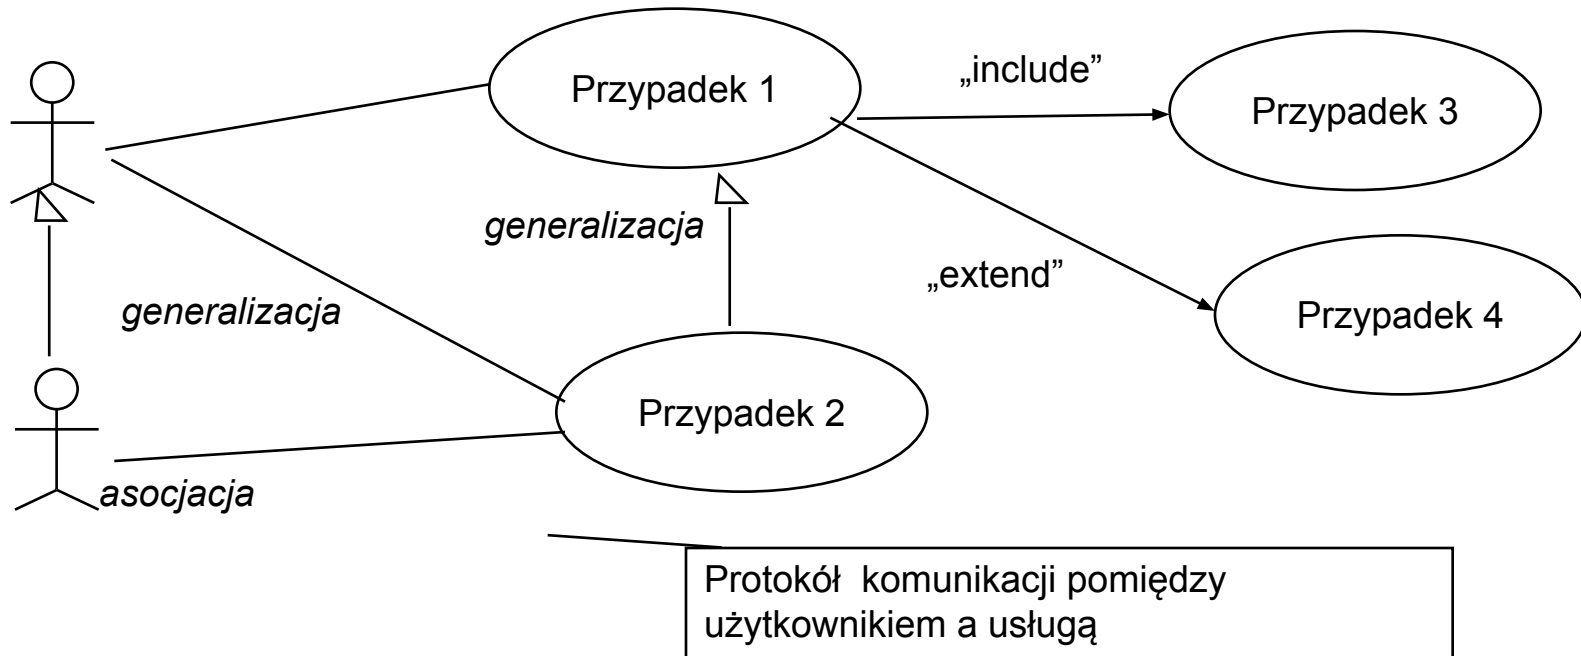 Przypadek 1
„include”
Przypadek 3
generalizacja
„extend”
generalizacja
Przypadek 4
Przypadek 2
asocjacja
Protokół komunikacji pomiędzy
użytkownikiem a usługą